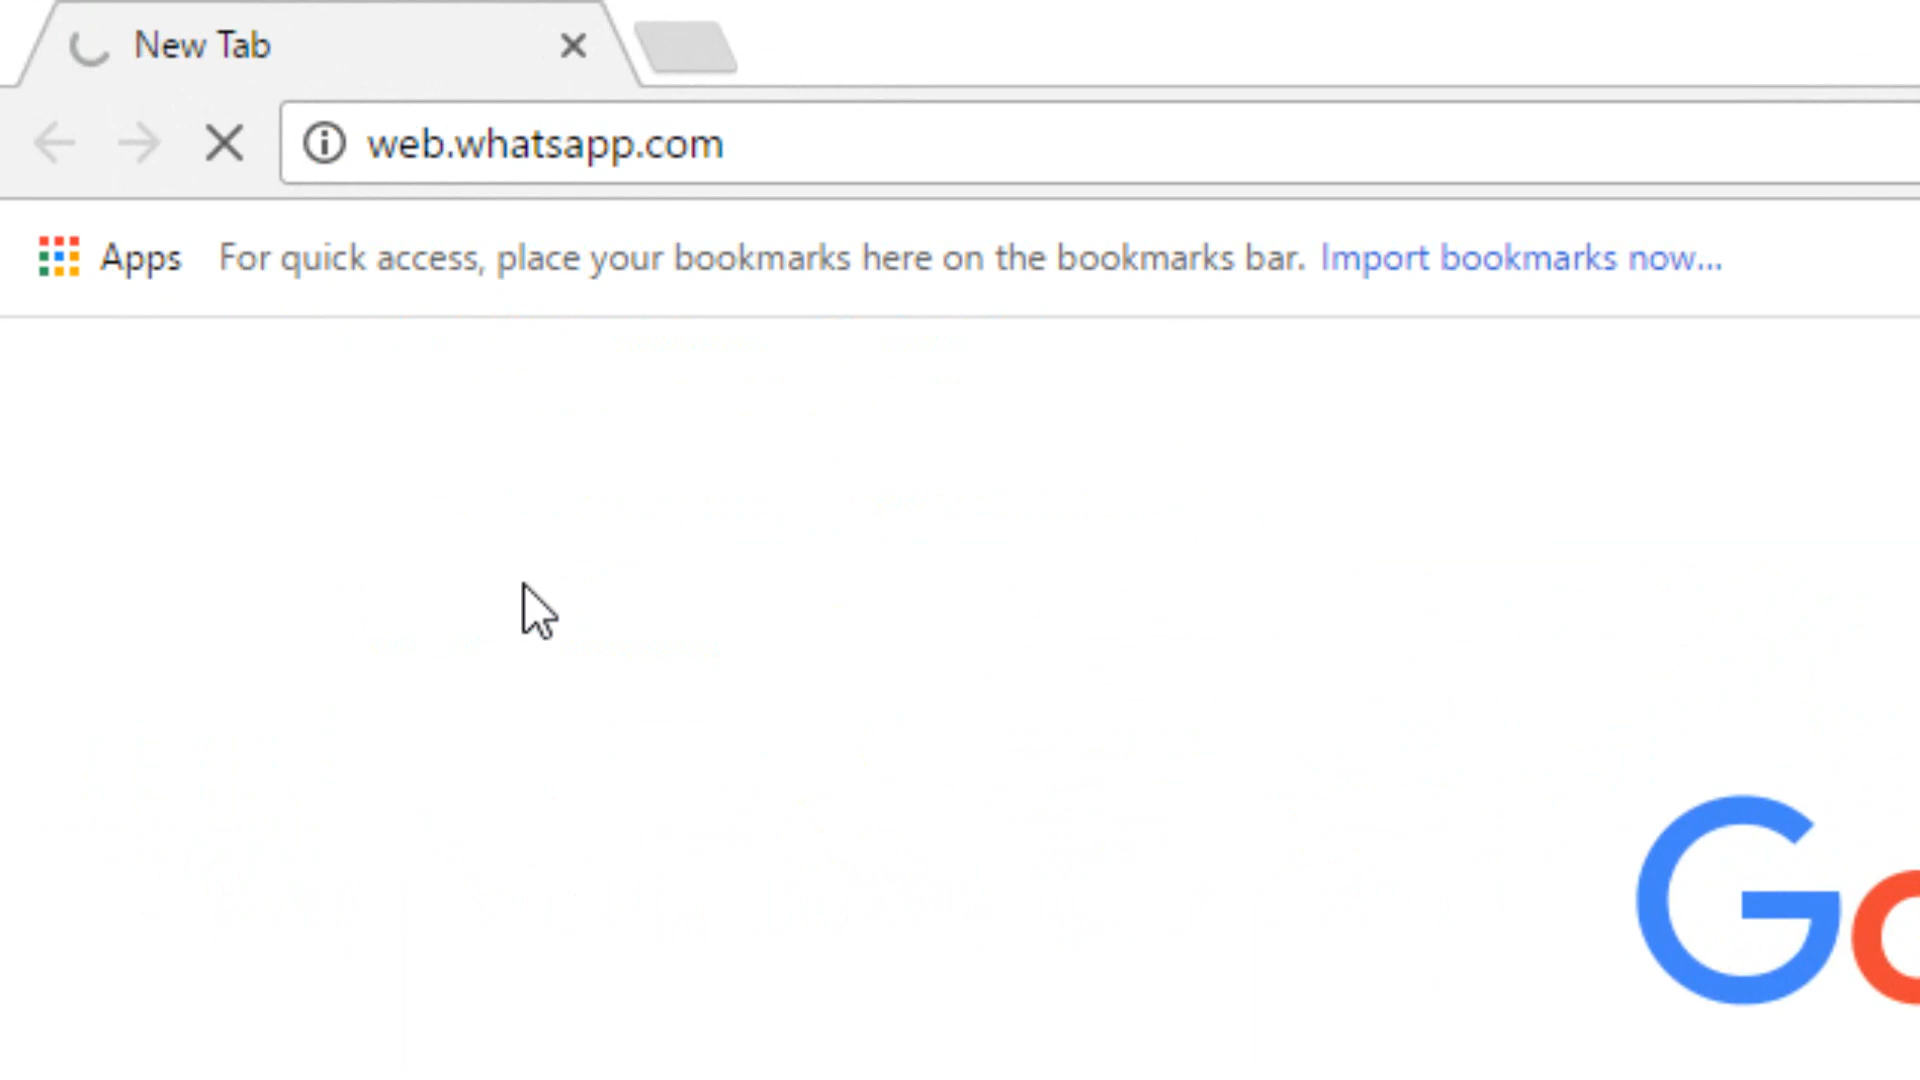 New Tab
web.whatsapp.com
Apps For quick access, place your bookmarks here on the bookmarks bar. Import bookmarks now...
Go